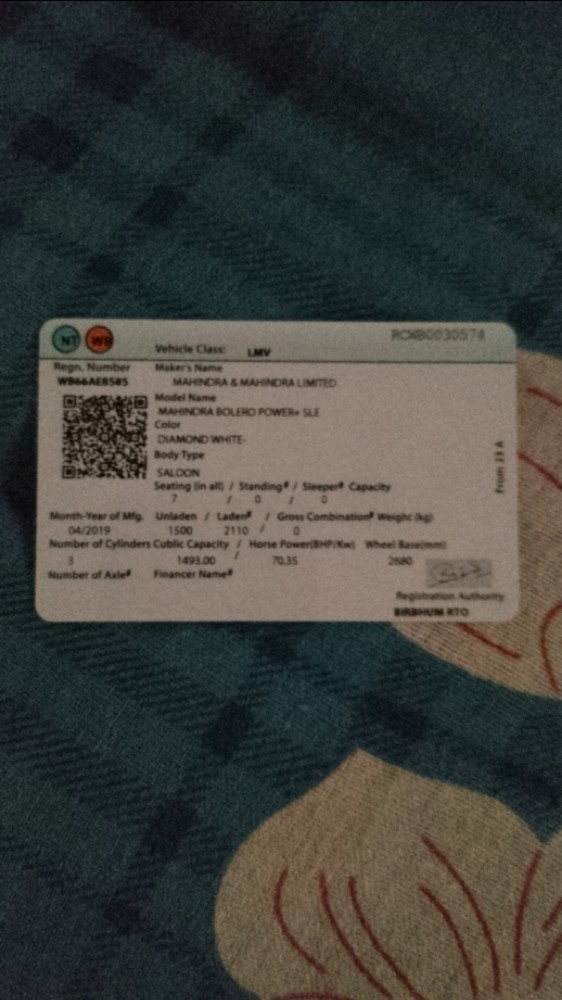 NT WB
Vehicle Class: LMV
Regn. Number Maker's Name
MAHINDRA & MAHINDRA LIMITED
Model Name
MAHINDRA BOLERO POWER+ SLE
Color
DIAMOND WHITE-
Body Type
SALOON
From 23 A
Seating (in all) / Standing# / Sleeper# Capacity
7 / 0 / 0
Month-Year of Mfg. Unladen / Laden# / Gross Combination# Weight (kg)
04/2019 1500 2110 / 0
Number of Cylinders Cubic Capacity / Horse Power(BHP/Kw) Wheel Base(mm)
3 1493.00 / 70.35 2680
Number of Axle# Financer Name#
Registration Authority
BIRBHUM RTO